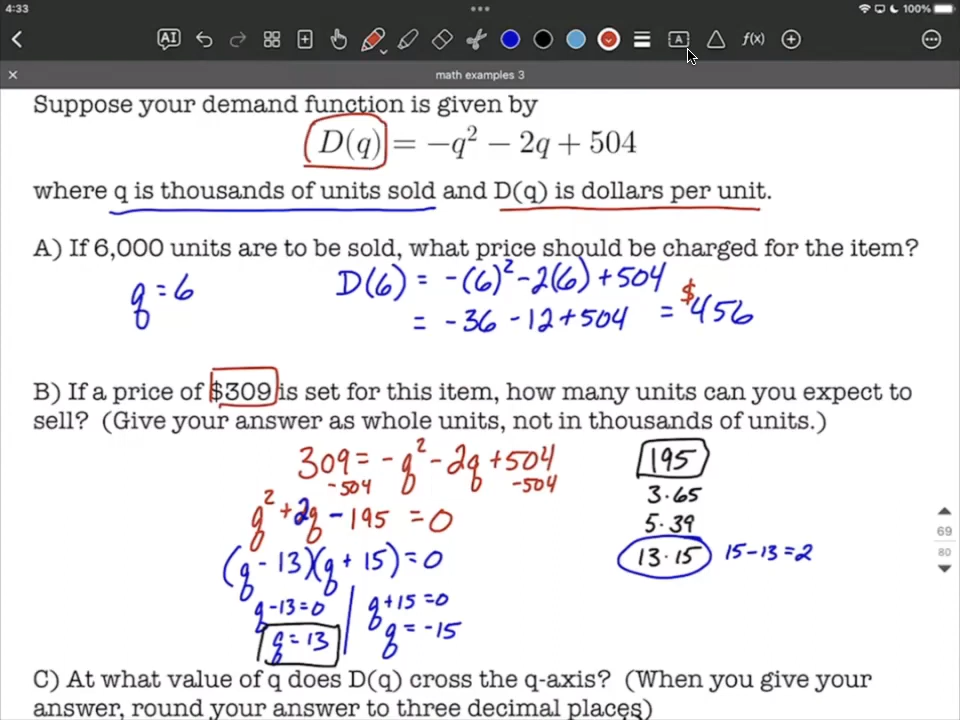 4:33
100%
AI
A
f(x)
math examples 3
Suppose your demand function is given by
D(q) = −q² − 2q + 504
where q is thousands of units sold and D(q) is dollars per unit.
A) If 6,000 units are to be sold, what price should be charged for the item?
q = 6
D(6) = -(6)² - 2(6) + 504
= -36 - 12 + 504 = $456
B) If a price of $309 is set for this item, how many units can you expect to
sell? (Give your answer as whole units, not in thousands of units.)
309 = -q² - 2q + 504
-504 -504
q² + 2q - 195 = 0
(q - 13)(q + 15) = 0
q - 13 = 0 | q + 15 = 0
q = 13 q = -15
195
3·65
5·39
13·15 15-13=2
69
80
C) At what value of q does D(q) cross the q-axis? (When you give your
answer, round your answer to three decimal places)